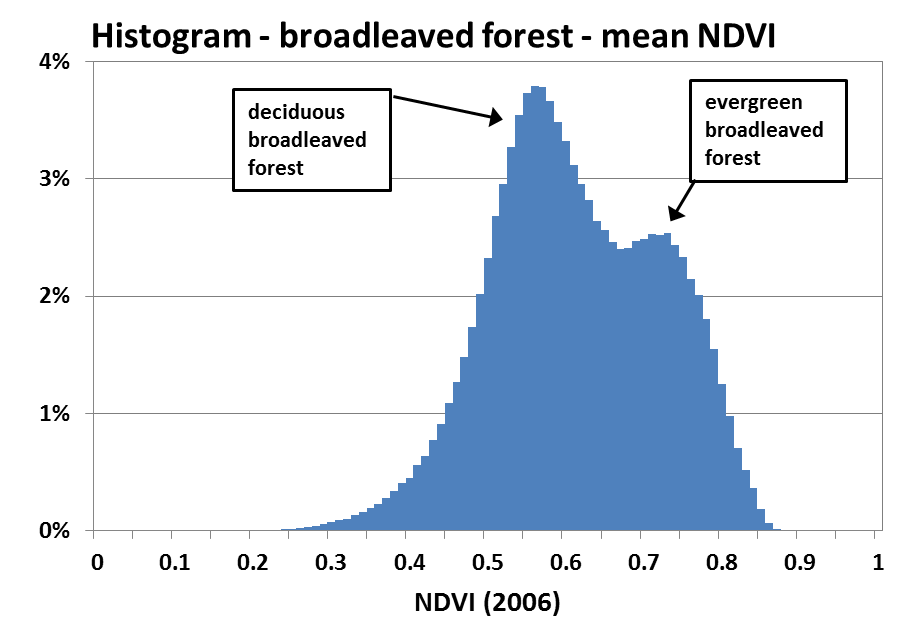 Histogram - broadleaved forest - mean NDVI
4%
deciduous
broadleaved
forest
evergreen
broadleaved
forest
3%
2%
1%
0%
0 0.1 0.2 0.3 0.4 0.5 0.6 0.7 0.8 0.9 1
NDVI (2006)